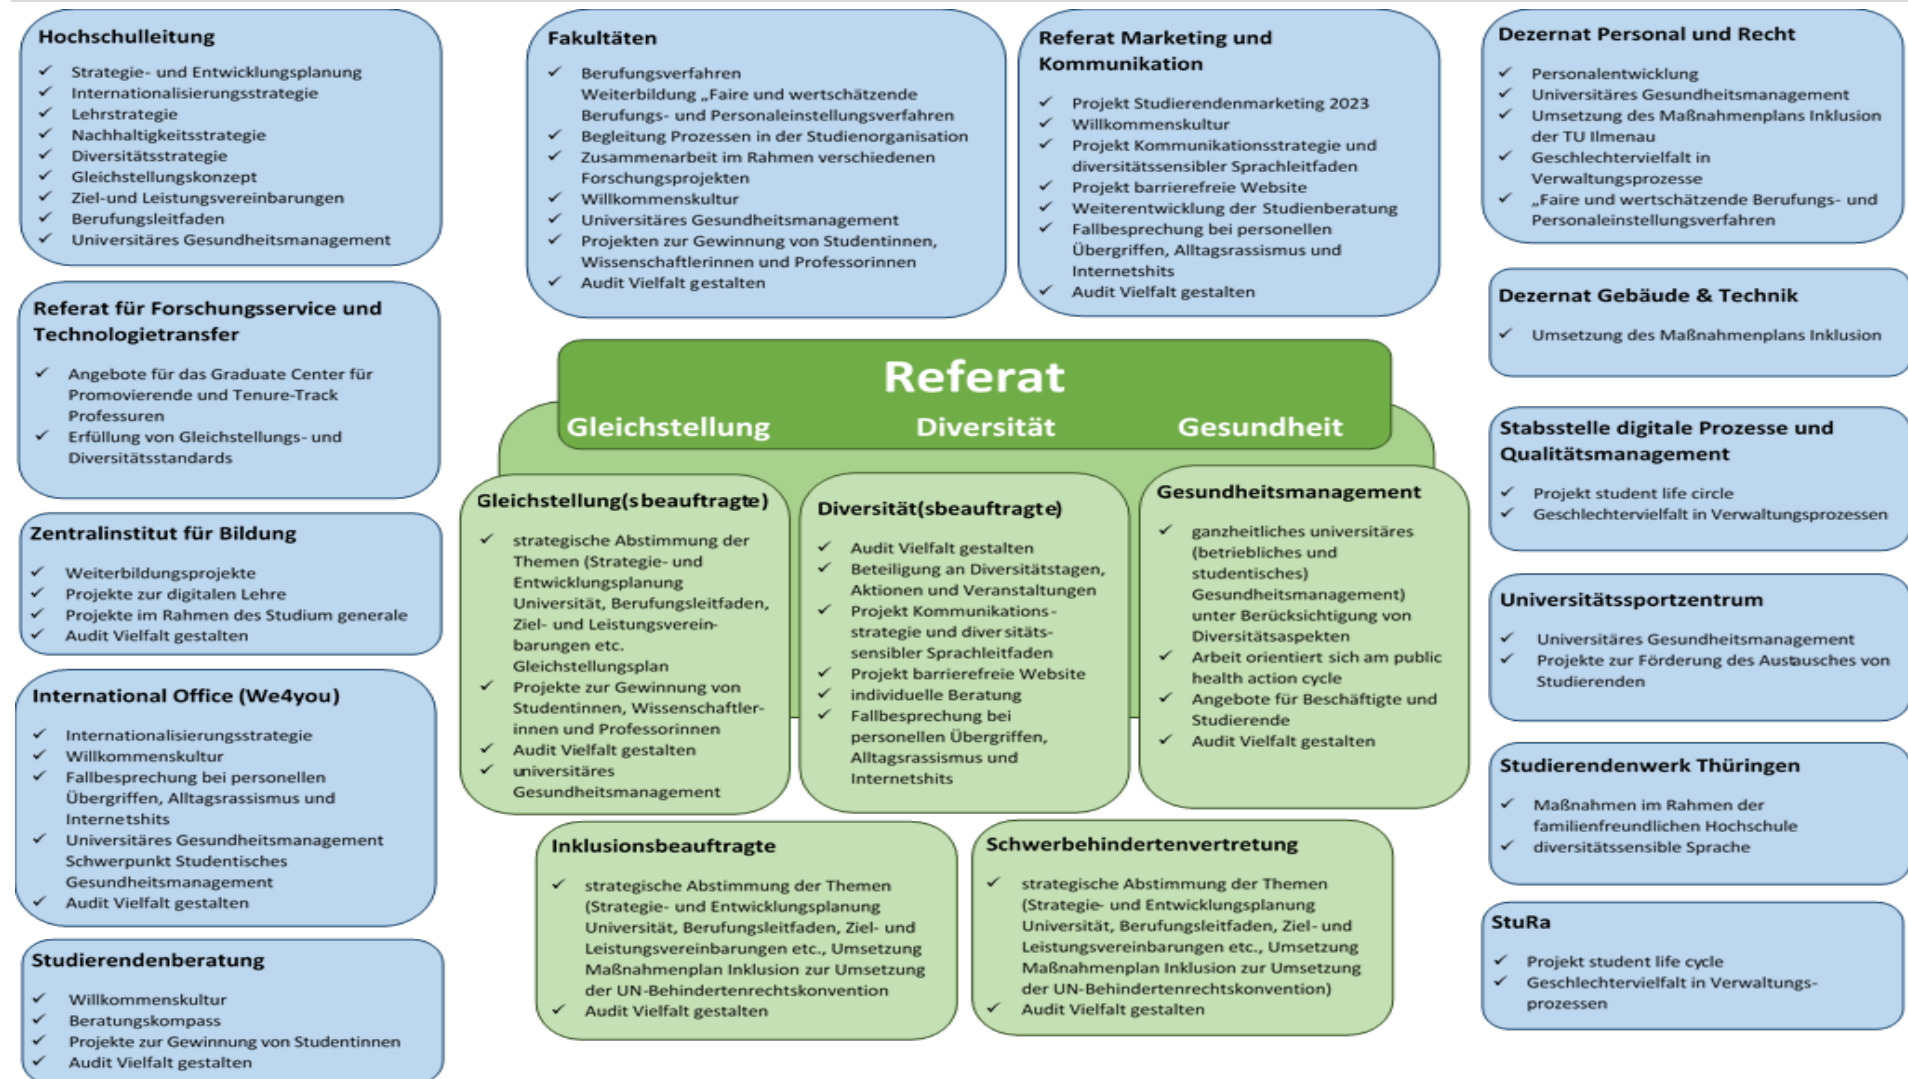 Hochschulleitung
Strategie- und Entwicklungsplanung
Internationalisierungsstrategie
Lehrstrategie
Nachhaltigkeitsstrategie
Diversitätsstrategie
Gleichstellungskonzept
Ziel-und Leistungsvereinbarungen
Berufungsleitfaden
Universitäres Gesundheitsmanagement
Referat für Forschungsservice und
Technologietransfer
Angebote für das Graduate Center für
Promovierende und Tenure-Track
Professuren
Erfüllung von Gleichstellungs- und
Diversitätsstandards
Zentralinstitut für Bildung
Weiterbildungsprojekte
Projekte zur digitalen Lehre
Projekte im Rahmen des Studium generale
Audit Vielfalt gestalten
International Office (We4you)
Internationalisierungsstrategie
Willkommenskultur
Fallbesprechung bei personellen
Übergriffen, Alltagsrassismus und
Internetshits
Universitäres Gesundheitsmanagement
Schwerpunkt Studentisches
Gesundheitsmanagement
Audit Vielfalt gestalten
Studierendenberatung
Willkommenskultur
Beratungskompass
Projekte zur Gewinnung von Studentinnen
Audit Vielfalt gestalten
Fakultäten
Berufungsverfahren
Weiterbildung „Faire und wertschätzende
Berufungs- und Personaleinstellungsverfahren
Begleitung Prozessen in der Studienorganisation
Zusammenarbeit im Rahmen verschiedenen
Forschungsprojekten
Willkommenskultur
Universitäres Gesundheitsmanagement
Projekten zur Gewinnung von Studentinnen,
Wissenschaftlerinnen und Professorinnen
Audit Vielfalt gestalten
Referat Marketing und
Kommunikation
Projekt Studierendenmarketing 2023
Willkommenskultur
Projekt Kommunikationsstrategie und
diversitätssensibler Sprachleitfaden
Projekt barrierefreie Website
Weiterentwicklung der Studienberatung
Fallbesprechung bei personellen
Übergriffen, Alltagsrassismus und
Internetshits
Audit Vielfalt gestalten
Referat
Gleichstellung Diversität Gesundheit
Gleichstellung(sbeauftragte)
strategische Abstimmung der
Themen (Strategie- und
Entwicklungsplanung
Universität, Berufungsleitfaden,
Ziel- und Leistungsverein-
barungen etc.
Gleichstellungsplan
Projekte zur Gewinnung von
Studentinnen, Wissenschaftler-
innen und Professorinnen
Audit Vielfalt gestalten
universitäres
Gesundheitsmanagement
Diversität(sbeauftragte)
Audit Vielfalt gestalten
Beteiligung an Diversitätstagen,
Aktionen und Veranstaltungen
Projekt Kommunikations-
strategie und diversitäts-
sensibler Sprachleitfaden
Projekt barrierefreie Website
individuelle Beratung
Fallbesprechung bei
personellen Übergriffen,
Alltagsrassismus und
Internetshits
Gesundheitsmanagement
ganzheitliches universitäres
(betriebliches und
studentisches)
Gesundheitsmanagement)
unter Berücksichtigung von
Diversitätsaspekten
Arbeit orientiert sich am public
health action cycle
Angebote für Beschäftigte und
Studierende
Audit Vielfalt gestalten
Inklusionsbeauftragte
strategische Abstimmung der Themen
(Strategie- und Entwicklungsplanung
Universität, Berufungsleitfaden, Ziel- und
Leistungsvereinbarungen etc., Umsetzung
Maßnahmenplan Inklusion zur Umsetzung
der UN-Behindertenrechtskonvention
Audit Vielfalt gestalten
Schwerbehindertenvertretung
strategische Abstimmung der Themen
(Strategie- und Entwicklungsplanung
Universität, Berufungsleitfaden, Ziel- und
Leistungsvereinbarungen etc., Umsetzung
Maßnahmenplan Inklusion zur Umsetzung
der UN-Behindertenrechtskonvention)
Audit Vielfalt gestalten
Dezernat Personal und Recht
Personalentwicklung
Universitäres Gesundheitsmanagement
Umsetzung des Maßnahmenplans Inklusion
der TU Ilmenau
Geschlechtervielfalt in
Verwaltungsprozesse
„Faire und wertschätzende Berufungs- und
Personaleinstellungsverfahren
Dezernat Gebäude & Technik
Umsetzung des Maßnahmenplans Inklusion
Stabsstelle digitale Prozesse und
Qualitätsmanagement
Projekt student life circle
Geschlechtervielfalt in Verwaltungsprozessen
Universitätssportzentrum
Universitäres Gesundheitsmanagement
Projekte zur Förderung des Austausches von
Studierenden
Studierendenwerk Thüringen
Maßnahmen im Rahmen der
familienfreundlichen Hochschule
diversitätssensible Sprache
StuRa
Projekt student life cycle
Geschlechtervielfalt in Verwaltungs-
prozessen